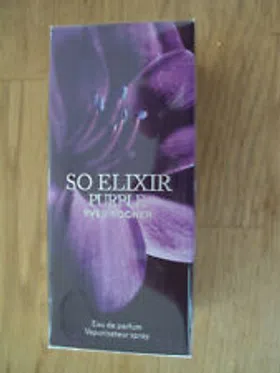 SO ELIXIR
PURPLE
YVES ROCHER
Eau de parfum
Vaporisateur spray